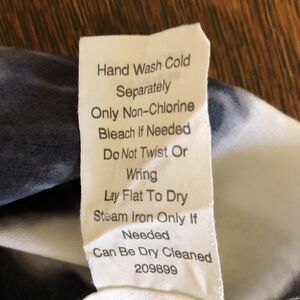 Hand Wash Cold
Separately
Only Non-Chlorine
Bleach If Needed
Do Not Twist Or
Wring
Lay Flat To Dry
Steam Iron Only If
Needed
Can Be Dry Cleaned
209899